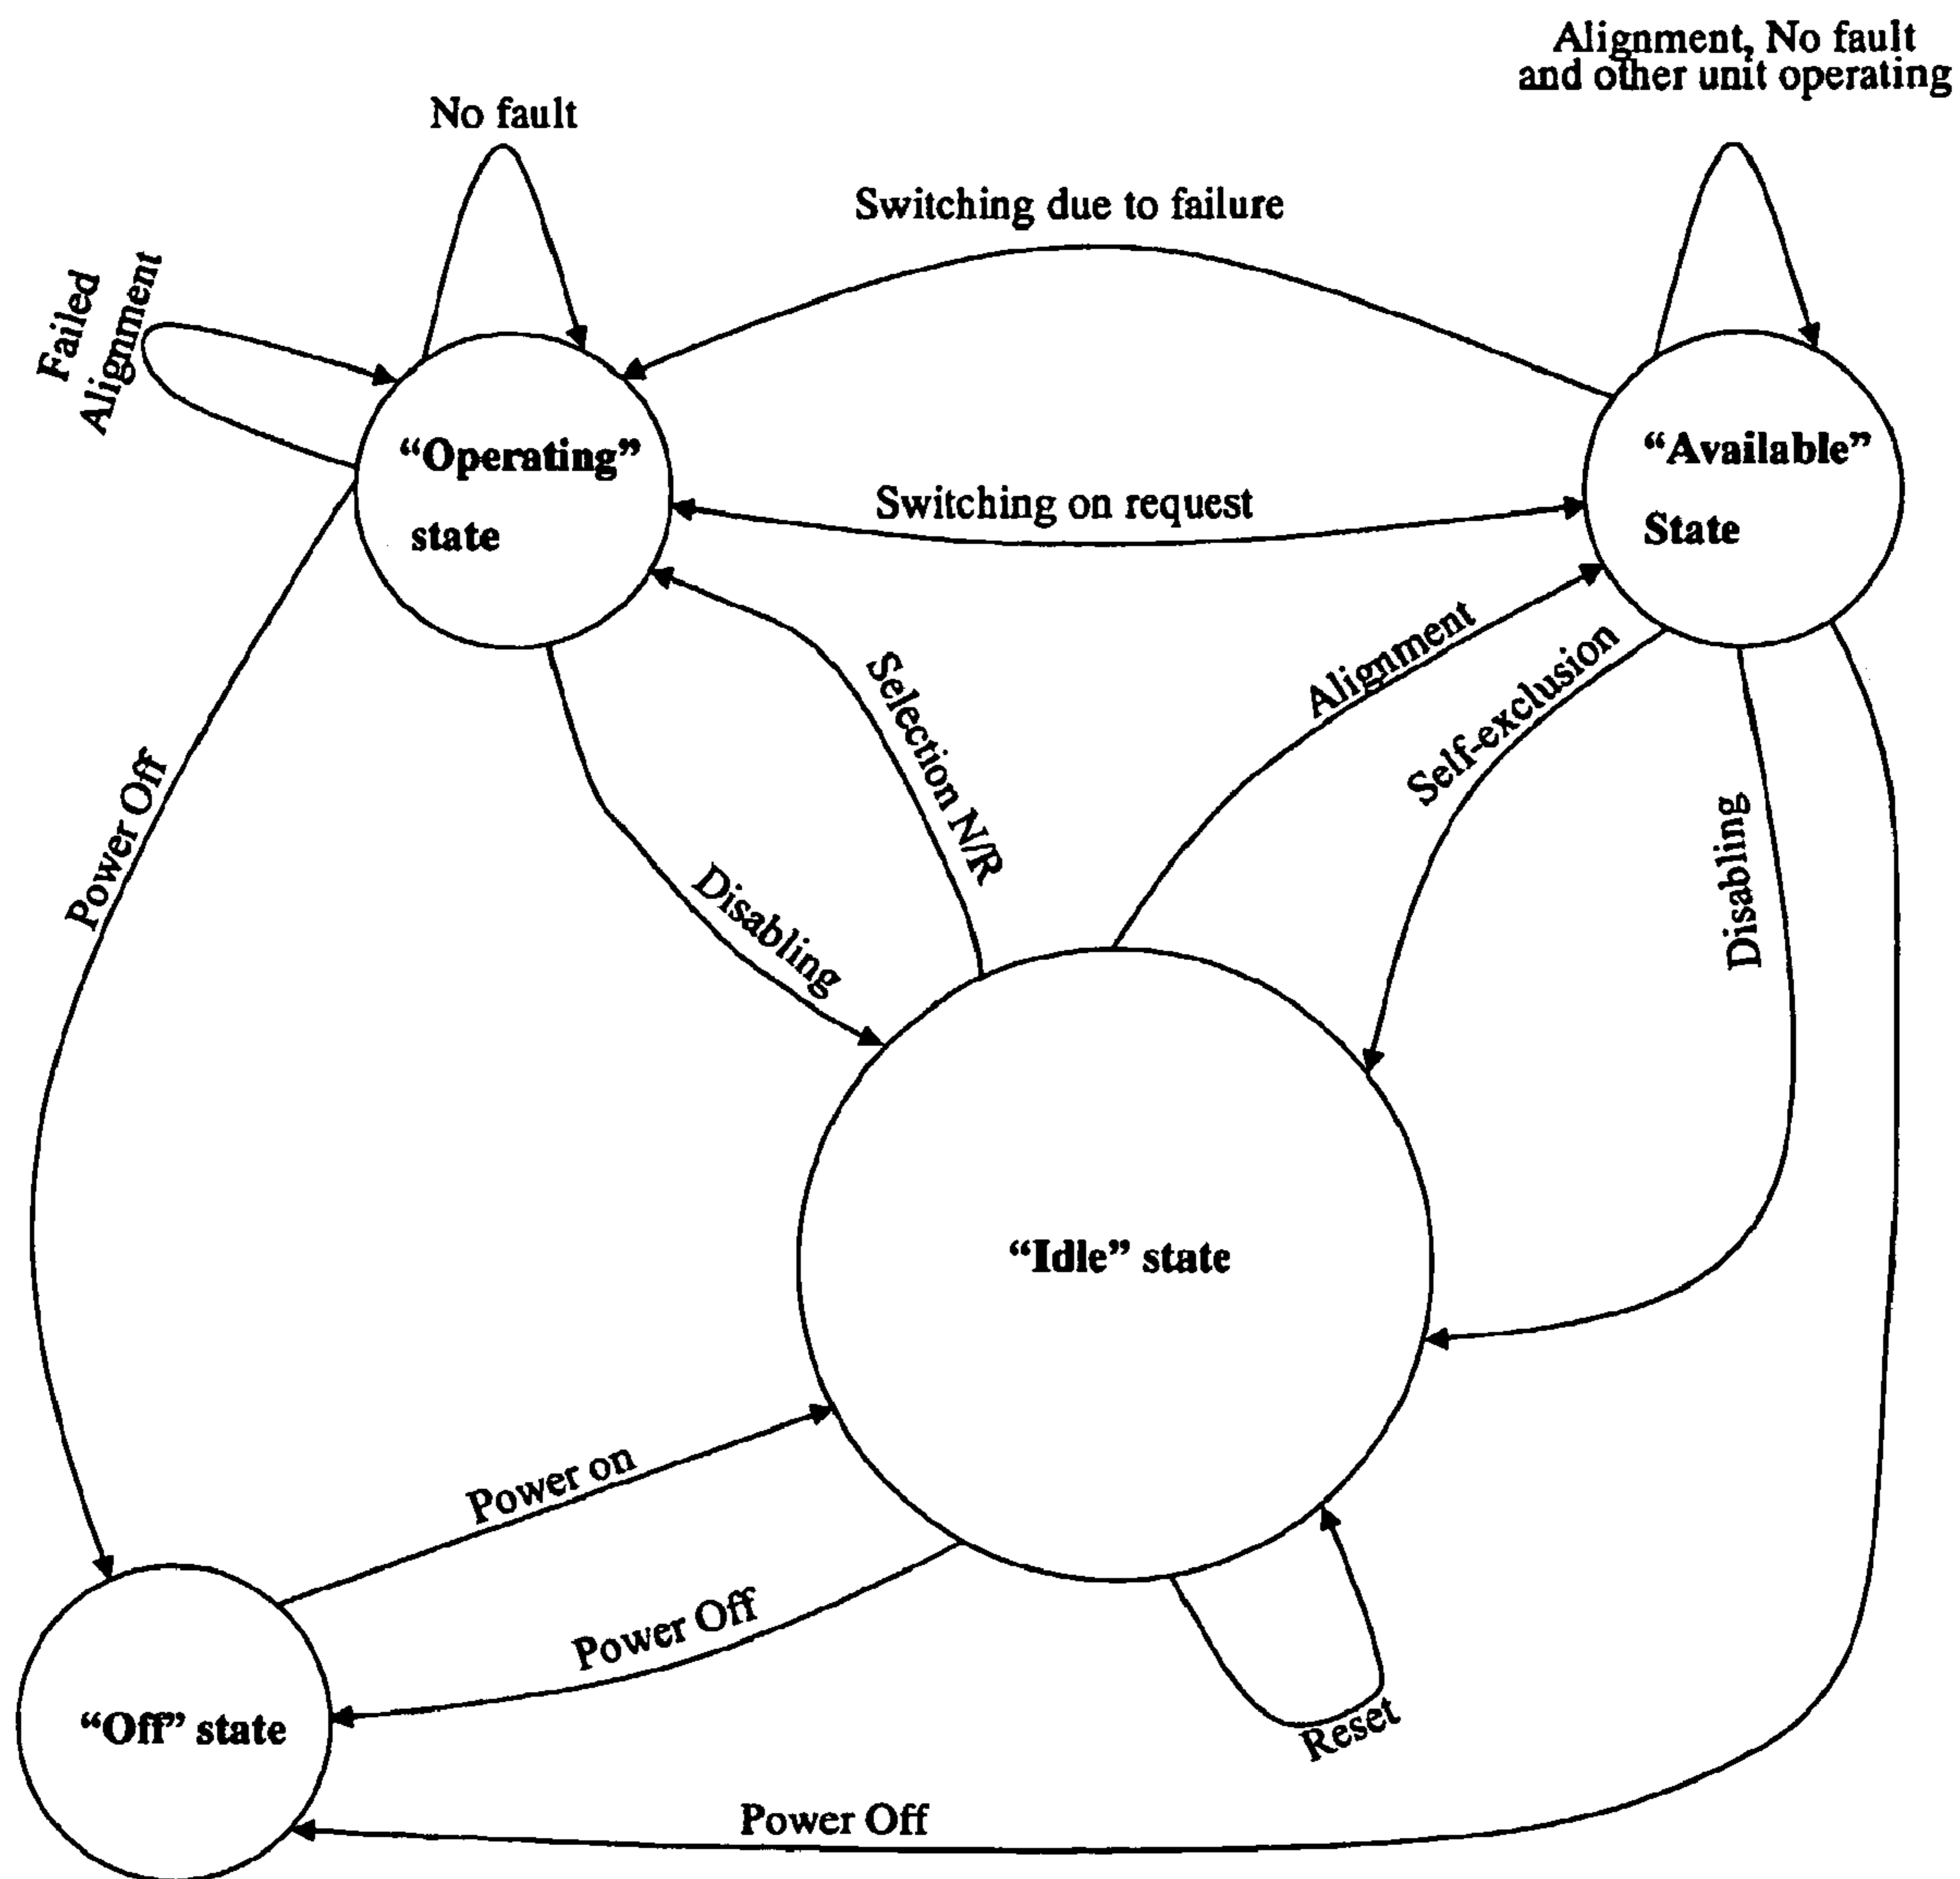 Alignment, No fault
and other unit operating
No fault
Switching due to failure
Failed
Alignment
“Operating”
state
“Available”
State
Switching on request
Selection N/R
Alignment
Self-exclusion
Disabling
Disabling
Power Off
“Idle” state
Power on
Power Off
Reset
“Off” state
Power Off